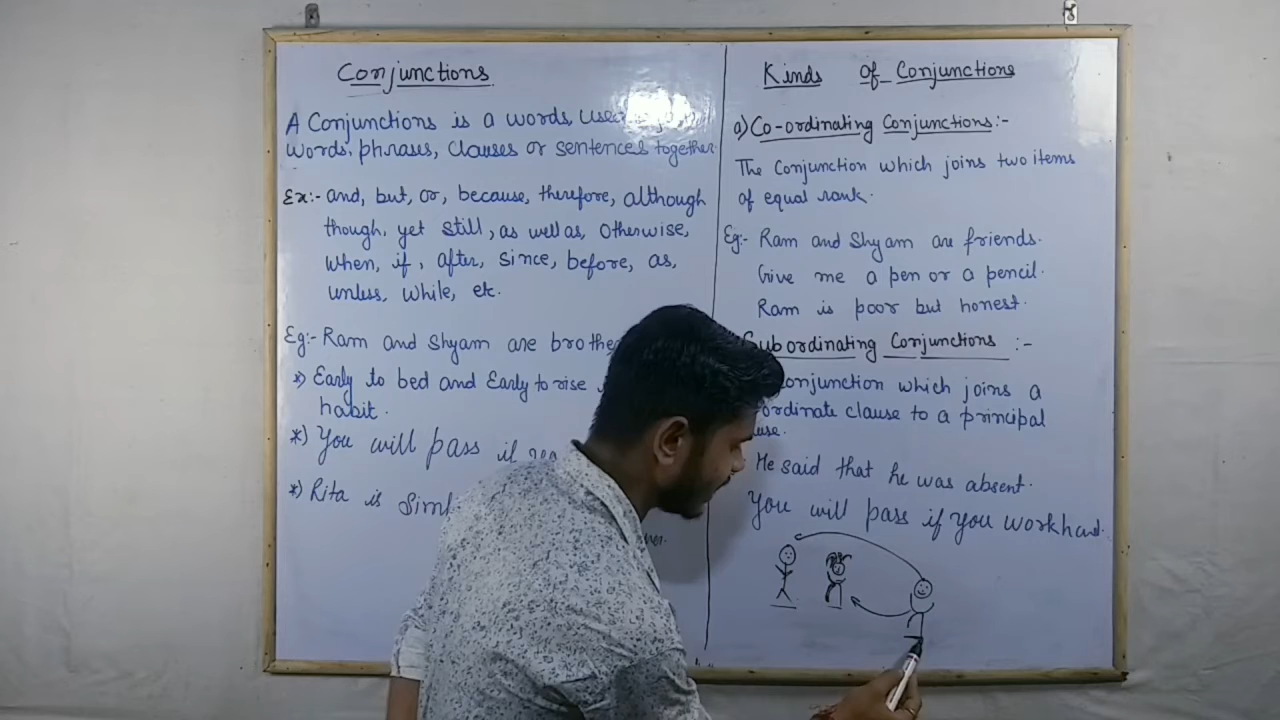 Conjunctions
A Conjunctions is a words, used
words, phrases, clauses or sentences together
Ex:- and, but, or, because, therefore, although
though, yet still, as well as, otherwise,
when, if, after, since, before, as,
unless, while, etc.
Eg:- Ram and Shyam are
*) Early to bed and Early to rise
habit.
*) You will pass if
*) Rita is
Kinds Of Conjunctions
a) Co-ordinating Conjunctions:-
The Conjunction which joins two items
of equal rank.
Eg:- Ram and Shyam are friends.
Give me a pen or a pencil.
Ram is poor but honest.
Subordinating Conjunctions :-
conjunction which joins a
clause to a principal
He said that he was absent.
You will pass if you work hard.